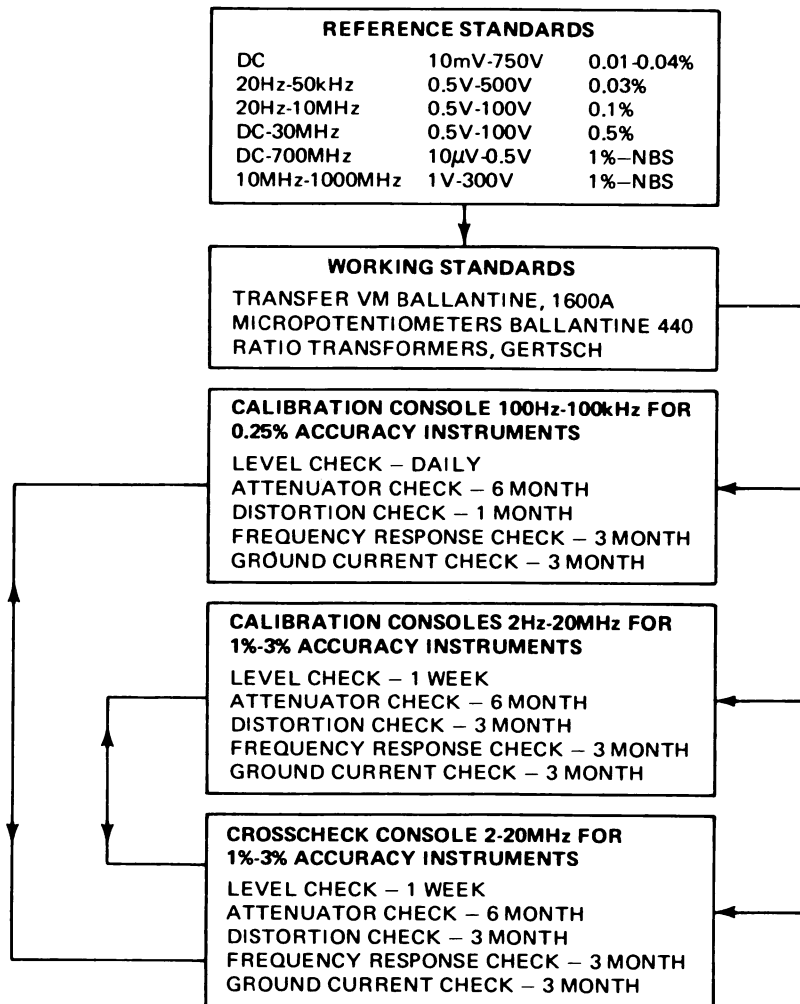 REFERENCE STANDARDS
DC 10mV-750V 0.01-0.04%
20Hz-50kHz 0.5V-500V 0.03%
20Hz-10MHz 0.5V-100V 0.1%
DC-30MHz 0.5V-100V 0.5%
DC-700MHz 10μV-0.5V 1%–NBS
10MHz-1000MHz 1V-300V 1%–NBS
WORKING STANDARDS
TRANSFER VM BALLANTINE, 1600A
MICROPOTENTIOMETERS BALLANTINE 440
RATIO TRANSFORMERS, GERTSCH
CALIBRATION CONSOLE 100Hz-100kHz FOR
0.25% ACCURACY INSTRUMENTS
LEVEL CHECK – DAILY
ATTENUATOR CHECK – 6 MONTH
DISTORTION CHECK – 1 MONTH
FREQUENCY RESPONSE CHECK – 3 MONTH
GROUND CURRENT CHECK – 3 MONTH
CALIBRATION CONSOLES 2Hz-20MHz FOR
1%-3% ACCURACY INSTRUMENTS
LEVEL CHECK – 1 WEEK
ATTENUATOR CHECK – 6 MONTH
DISTORTION CHECK – 3 MONTH
FREQUENCY RESPONSE CHECK – 3 MONTH
GROUND CURRENT CHECK – 3 MONTH
CROSSCHECK CONSOLE 2-20MHz FOR
1%-3% ACCURACY INSTRUMENTS
LEVEL CHECK – 1 WEEK
ATTENUATOR CHECK – 6 MONTH
DISTORTION CHECK – 3 MONTH
FREQUENCY RESPONSE CHECK – 3 MONTH
GROUND CURRENT CHECK – 3 MONTH